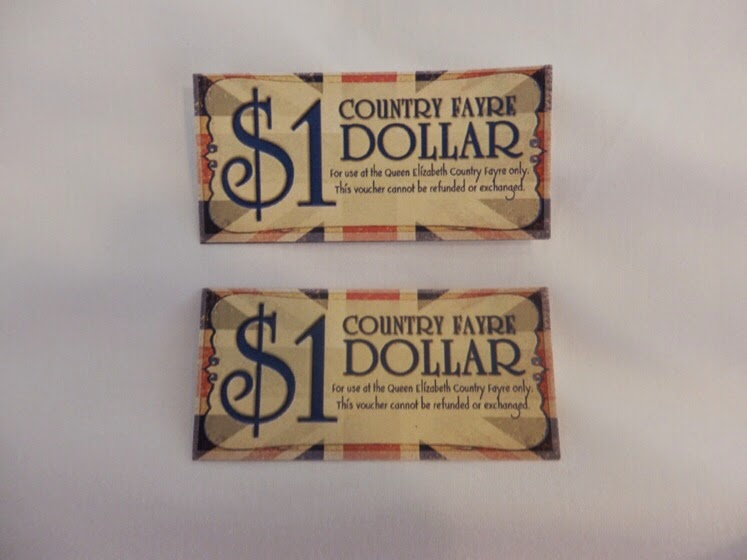 $1
COUNTRY FAYRE
DOLLAR
For use at the Queen Elizabeth Country Fayre only.
This voucher cannot be refunded or exchanged.
$1
COUNTRY FAYRE
DOLLAR
For use at the Queen Elizabeth Country Fayre only.
This voucher cannot be refunded or exchanged.